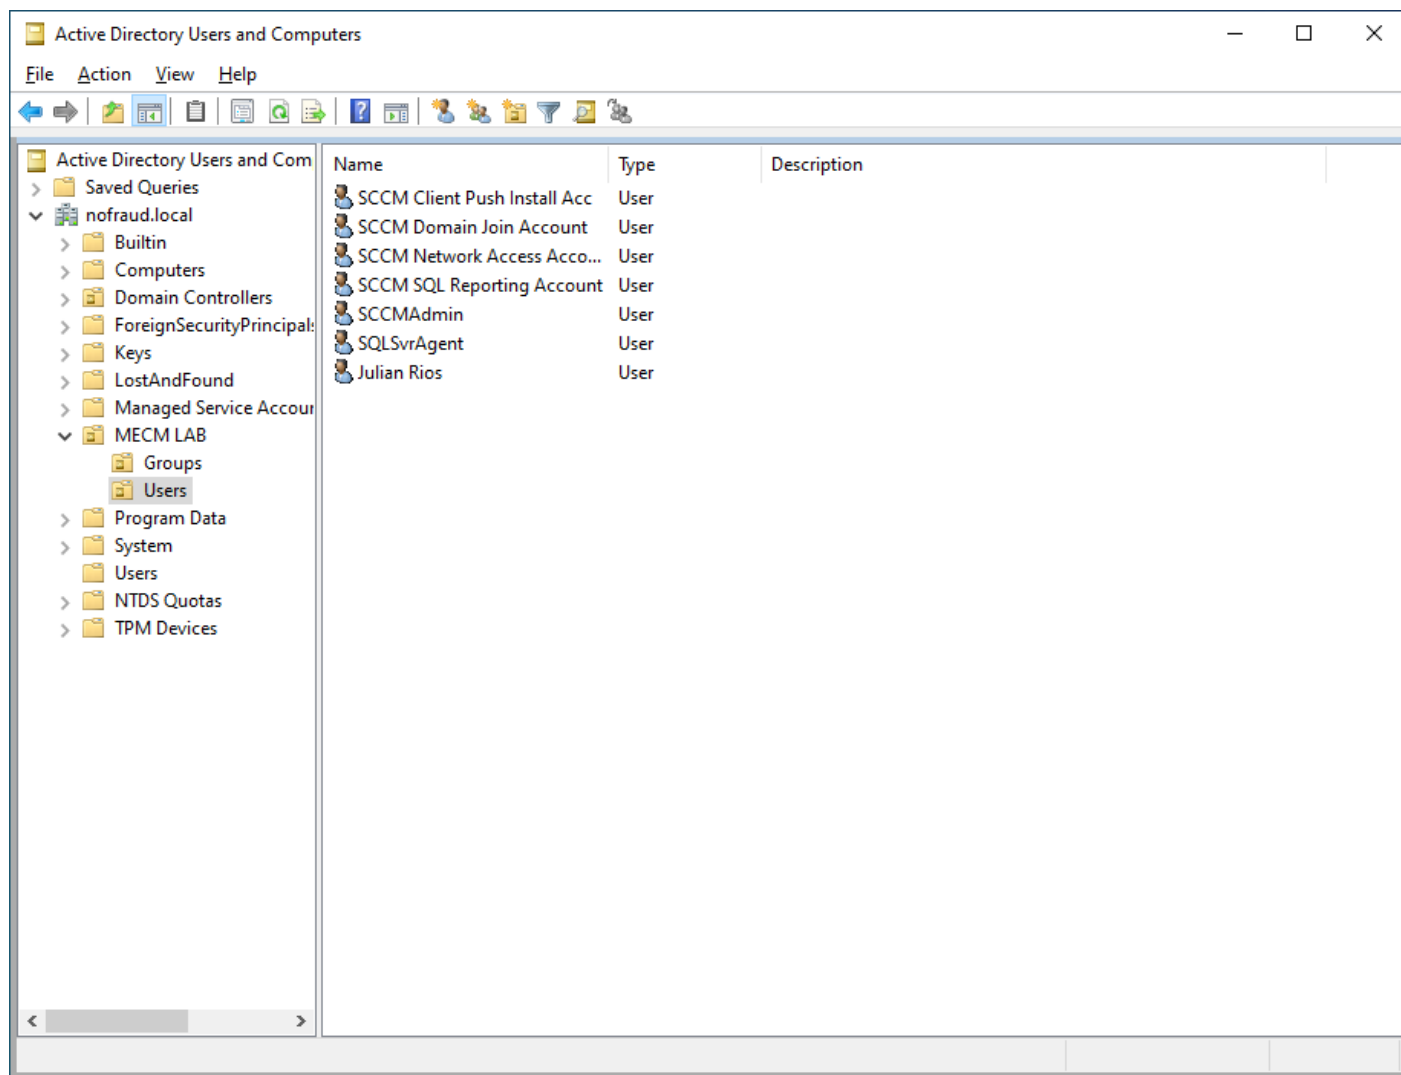 Active Directory Users and Computers
File Action View Help
Active Directory Users and Com
Saved Queries
nofraud.local
Builtin
Computers
Domain Controllers
ForeignSecurityPrincipals
Keys
LostAndFound
Managed Service Accour
MECM LAB
Groups
Users
Program Data
System
Users
NTDS Quotas
TPM Devices
Name Type Description
SCCM Client Push Install Acc User
SCCM Domain Join Account User
SCCM Network Access Acco... User
SCCM SQL Reporting Account User
SCCMAdmin User
SQLSvrAgent User
Julian Rios User